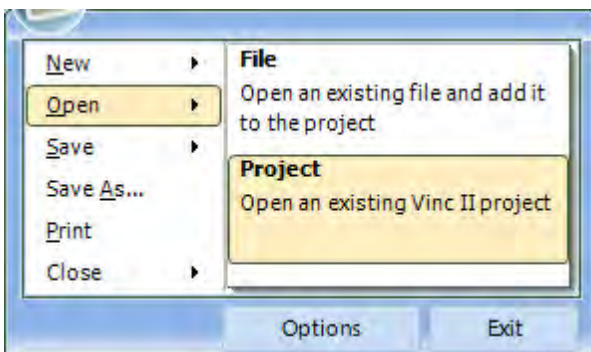 New
Open
Save
Save As...
Print
Close
File
Open an existing file and add it
to the project
Project
Open an existing Vinc II project
Options
Exit